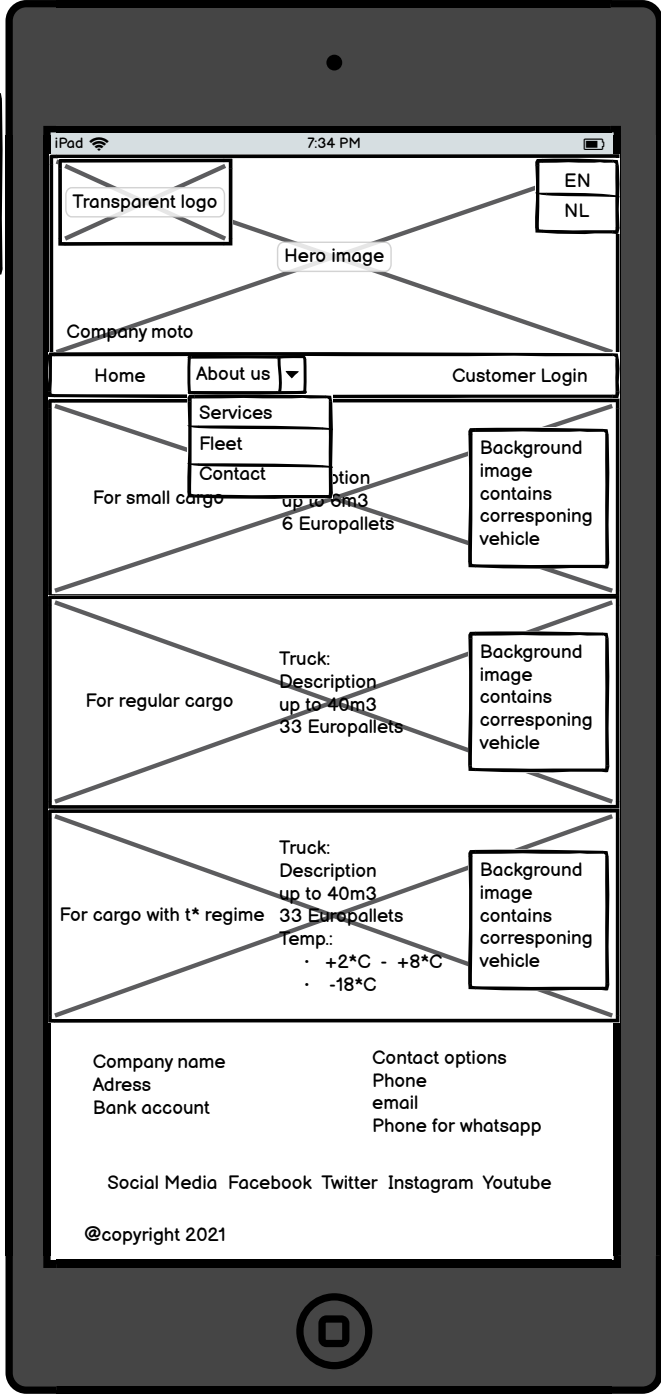 iPad 7:34 PM
Transparent logo
EN
NL
Hero image
Company moto
Home About us Customer Login
Services
Fleet
Contact
For small cargo
up to 6m3
6 Europallets
Background
image
contains
corresponing
vehicle
For regular cargo
Truck:
Description
up to 40m3
33 Europallets
Background
image
contains
corresponing
vehicle
For cargo with t* regime
Truck:
Description
up to 40m3
33 Europallets
Temp.:
· +2*C - +8*C
· -18*C
Background
image
contains
corresponing
vehicle
Company name
Adress
Bank account
Contact options
Phone
email
Phone for whatsapp
Social Media Facebook Twitter Instagram Youtube
@copyright 2021